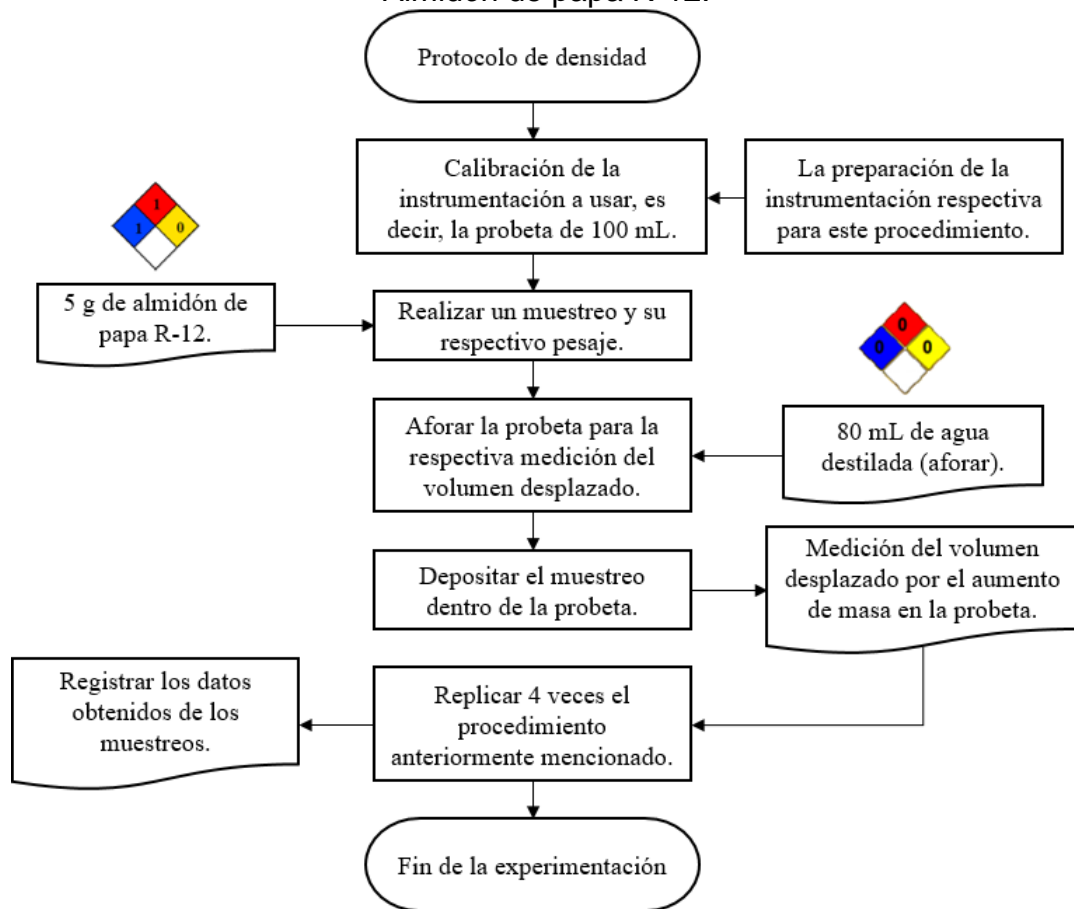 Almidón de papa R-12.
Protocolo de densidad
Calibración de la
instrumentación a usar, es
decir, la probeta de 100 mL.
La preparación de la
instrumentación respectiva
para este procedimiento.
1
1
0
5 g de almidón de
papa R-12.
Realizar un muestreo y su
respectivo pesaje.
0
0
0
Aforar la probeta para la
respectiva medición del
volumen desplazado.
80 mL de agua
destilada (aforar).
Depositar el muestreo
dentro de la probeta.
Medición del volumen
desplazado por el aumento
de masa en la probeta.
Replicar 4 veces el
procedimiento
anteriormente mencionado.
Registrar los datos
obtenidos de los
muestreos.
Fin de la experimentación